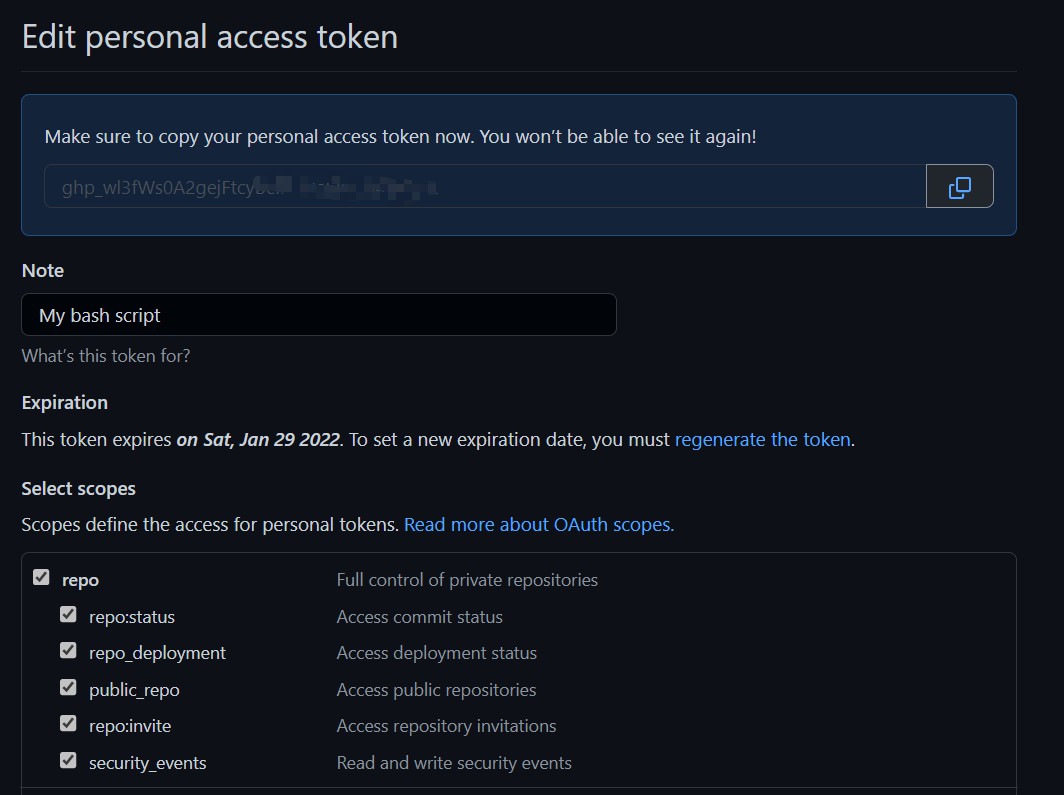 Edit personal access token
Make sure to copy your personal access token now. You won’t be able to see it again!
Note
My bash script
What’s this token for?
Expiration
This token expires on Sat, Jan 29 2022. To set a new expiration date, you must regenerate the token.
Select scopes
Scopes define the access for personal tokens. Read more about OAuth scopes.
repo Full control of private repositories
repo:status Access commit status
repo_deployment Access deployment status
public_repo Access public repositories
repo:invite Access repository invitations
security_events Read and write security events